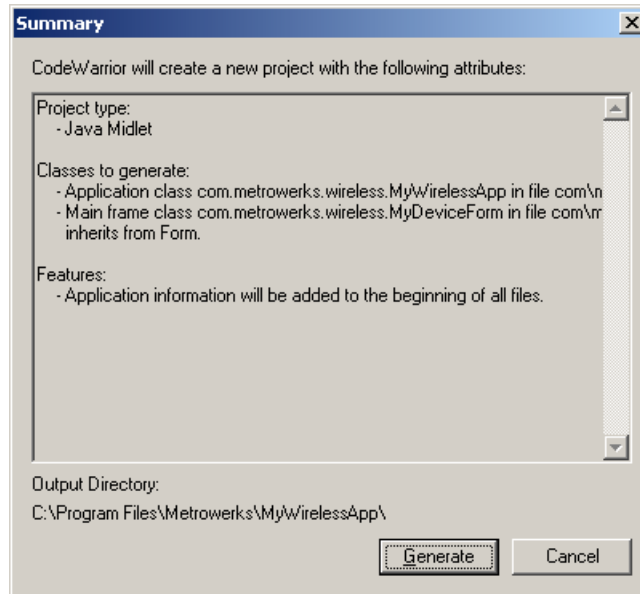 Summary
CodeWarrior will create a new project with the following attributes:
Project type:
- Java Midlet
Classes to generate:
- Application class com.metrowerks.wireless.MyWirelessApp in file com\n
- Main frame class com.metrowerks.wireless.MyDeviceForm in file com\m
inherits from Form.
Features:
- Application information will be added to the beginning of all files.
Output Directory:
C:\Program Files\Metrowerks\MyWirelessApp\
Generate
Cancel